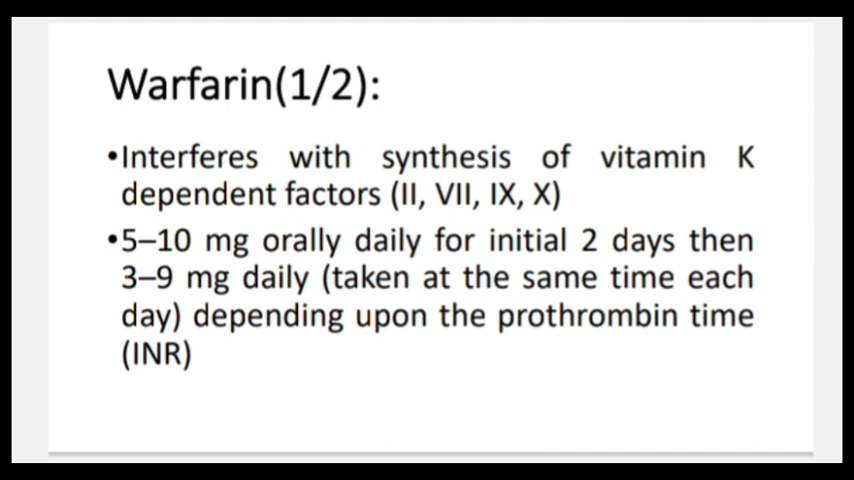 Warfarin(1/2):
•Interferes with synthesis of vitamin K
dependent factors (II, VII, IX, X)
•5–10 mg orally daily for initial 2 days then
3–9 mg daily (taken at the same time each
day) depending upon the prothrombin time
(INR)